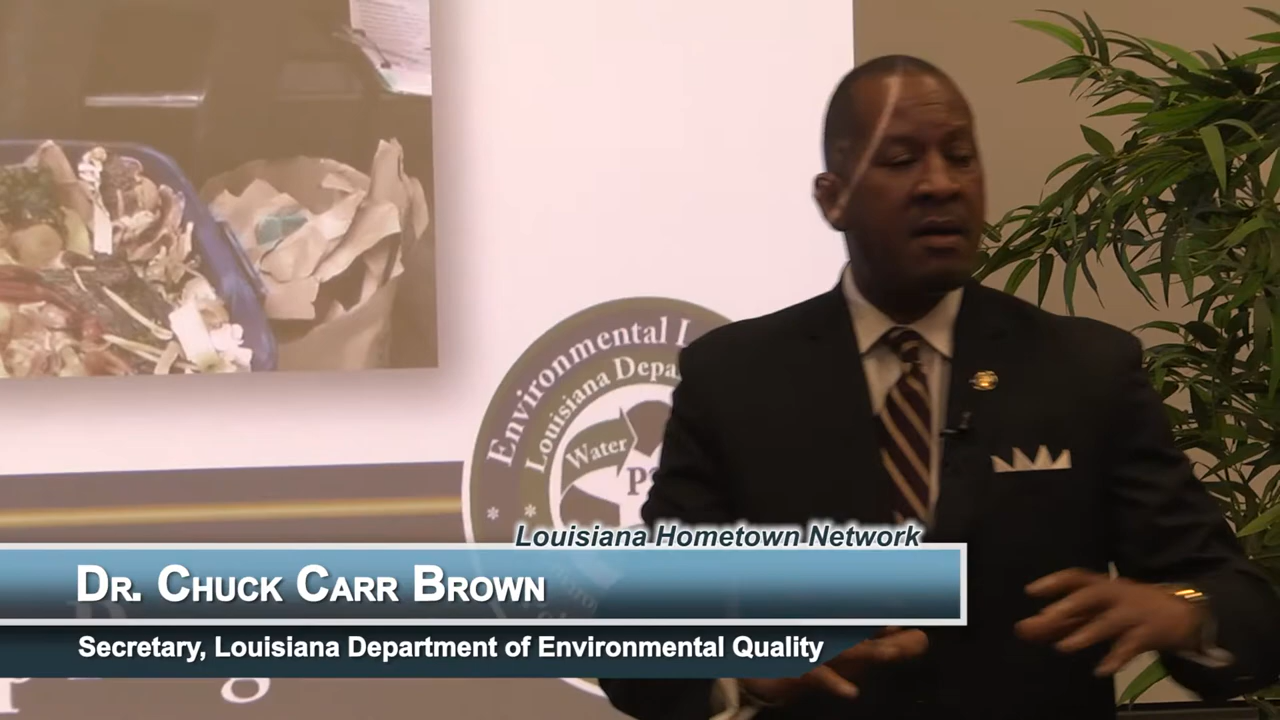 Environmental L
Louisiana Depa
Water
P
Louisiana Hometown Network
Dr. Chuck Carr Brown
Secretary, Louisiana Department of Environmental Quality